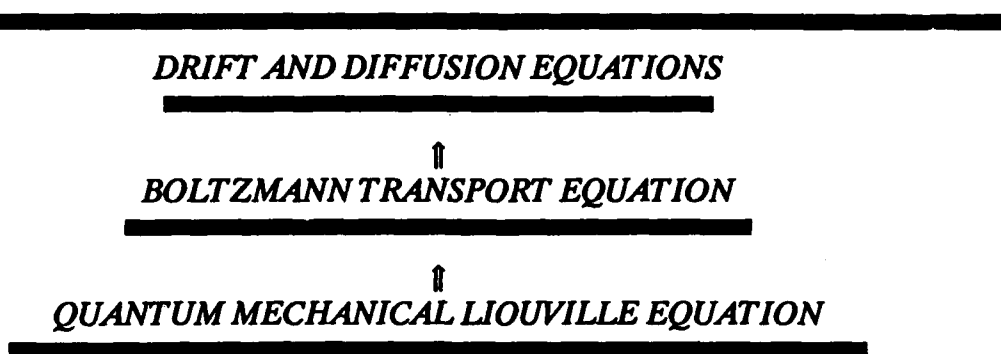 DRIFT AND DIFFUSION EQUATIONS
⇑
BOLTZMANN TRANSPORT EQUATION
⇑
QUANTUM MECHANICAL LIOUVILLE EQUATION